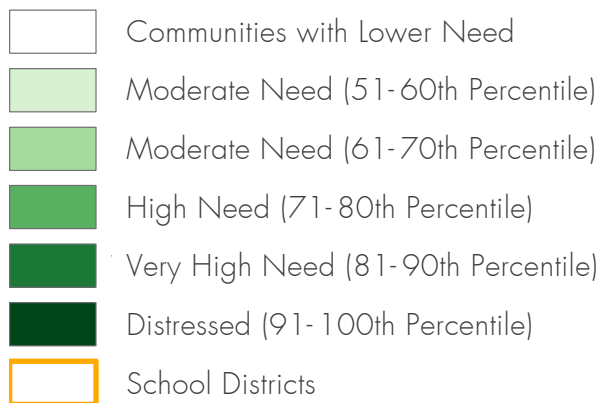 Communities with Lower Need
Moderate Need (51-60th Percentile)
Moderate Need (61-70th Percentile)
High Need (71-80th Percentile)
Very High Need (81-90th Percentile)
Distressed (91-100th Percentile)
School Districts